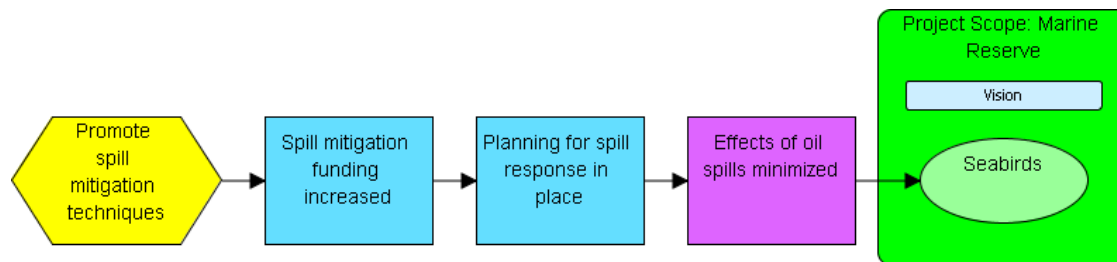 Promote
spill
mitigation
techniques
Spill mitigation
funding
increased
Planning for spill
response in
place
Effects of oil
spills minimized
Project Scope: Marine
Reserve
Vision
Seabirds